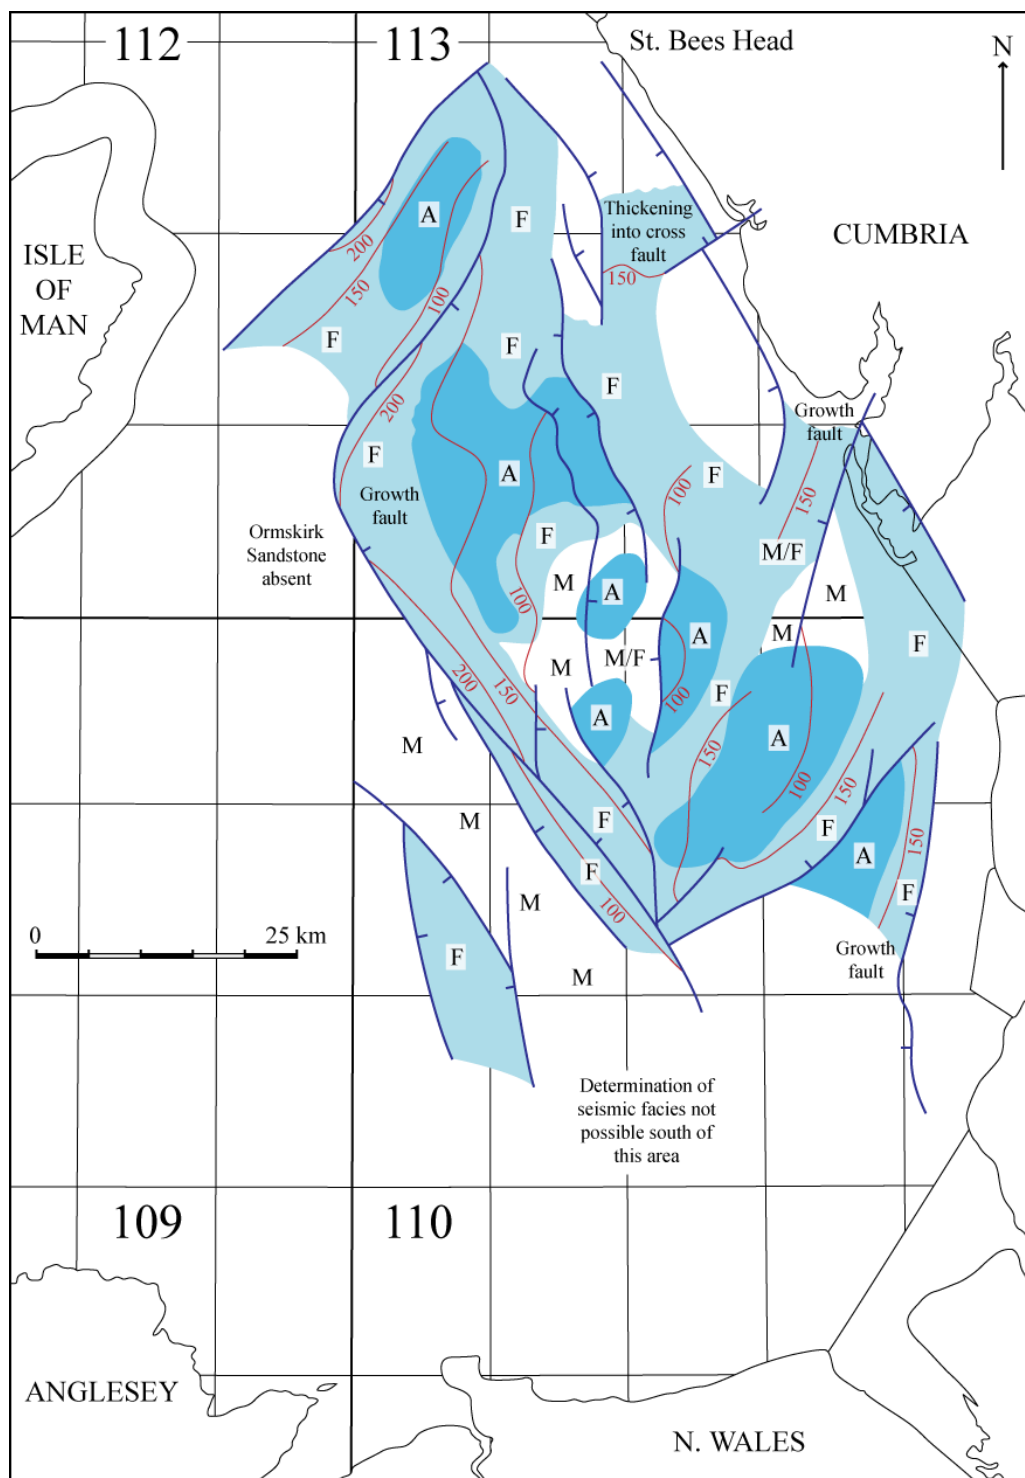 112
113
St. Bees Head
N
Thickening
into cross
fault
150
CUMBRIA
ISLE
OF
MAN
A
F
200
150
100
F
F
F
200
Growth
fault
F
A
F
100
150
F
Growth
fault
Ormskirk
Sandstone
absent
M/F
M
A
M
100
M
M/F
A
M
F
F
200
150
100
A
A
150
100
M
150
M
F
F
A
150
F
F
100
M
0
25 km
F
M
Growth
fault
Determination of
seismic facies not
possible south of
this area
109
110
ANGLESEY
N. WALES